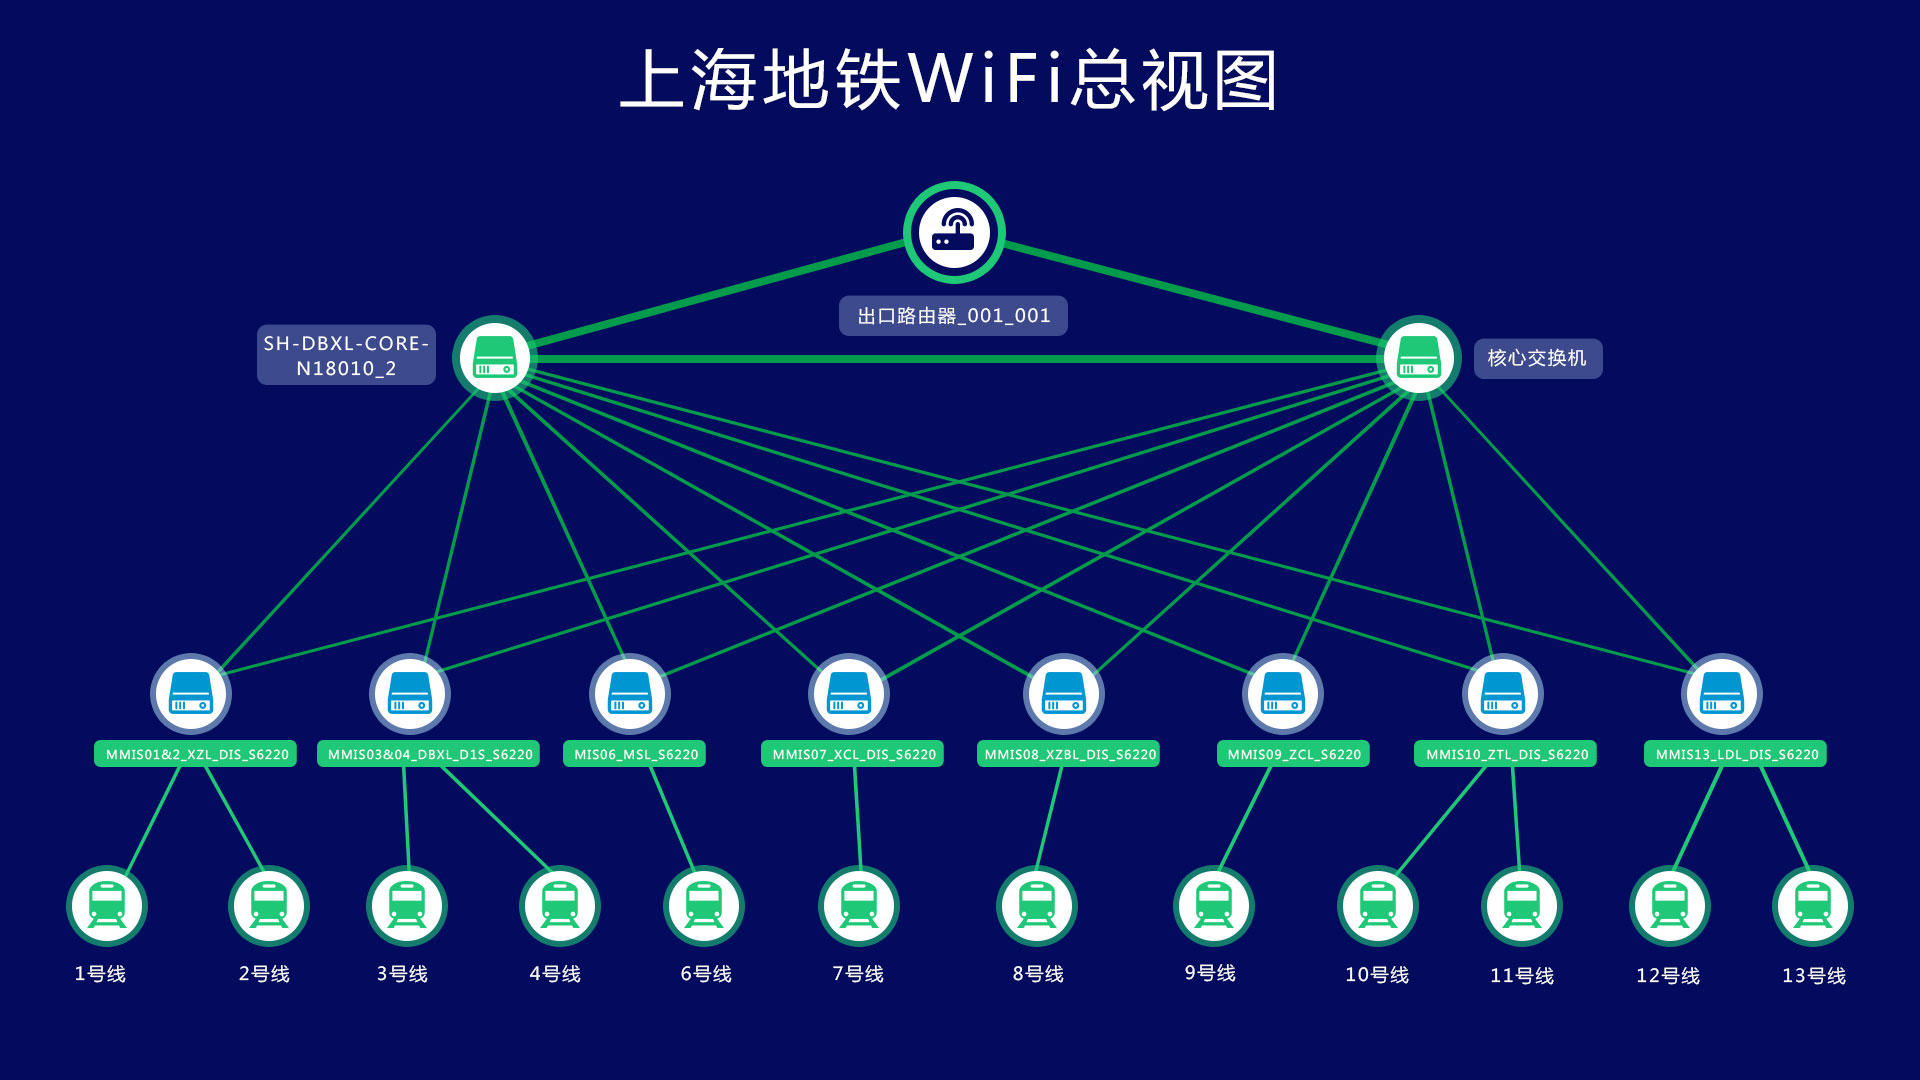 上海地铁WiFi总视图
出口路由器_001_001
SH-DBXL-CORE-
N18010_2
核心交换机
MMIS01&2_XZL_DIS_S6220
MMIS03&04_DBXL_D1S_S6220
MIS06_MSL_S6220
MMIS07_XCL_DIS_S6220
MMIS08_XZBL_DIS_S6220
MMIS09_ZCL_S6220
MMIS10_ZTL_DIS_S6220
MMIS13_LDL_DIS_S6220
1号线
2号线
3号线
4号线
6号线
7号线
8号线
9号线
10号线
11号线
12号线
13号线